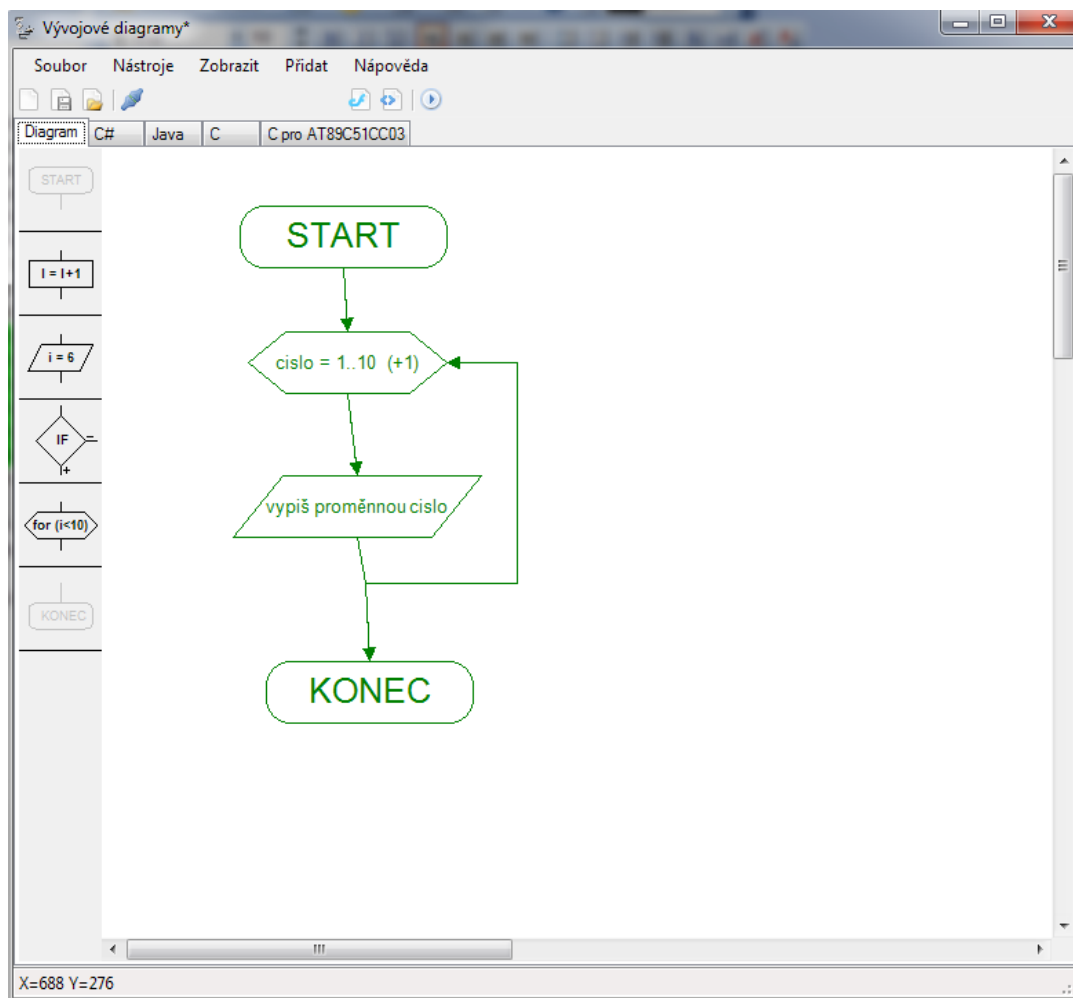 Vývojové diagramy*
Soubor Nástroje Zobrazit Přidat Nápověda
Diagram C# Java C C pro AT89C51CC03
START
I = I+1
i = 6
IF
=
+
for (i<10)
KONEC
START
cislo = 1..10 (+1)
vypiš proměnnou cislo
KONEC
X=688 Y=276